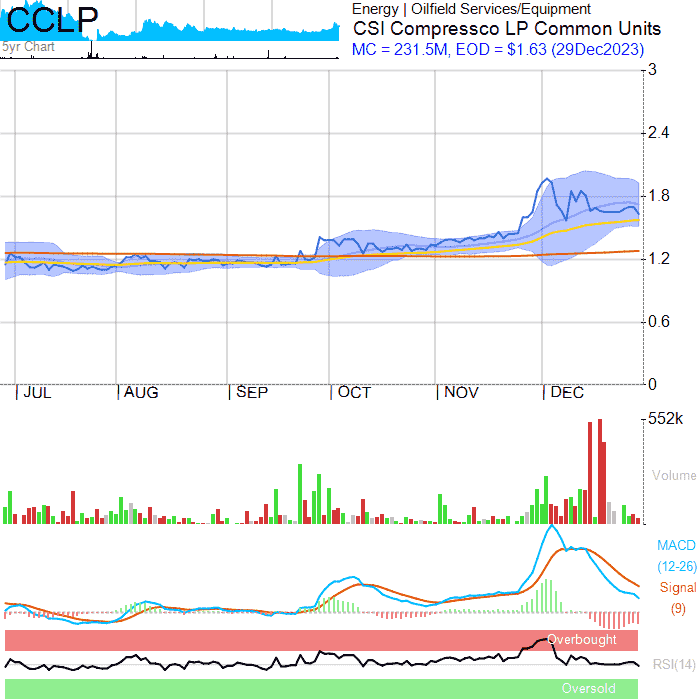 CCLP
5yr Chart
Energy | Oilfield Services/Equipment
CSI Compressco LP Common Units
MC = 231.5M, EOD = $1.63 (29Dec2023)
3
2.4
1.8
1.2
0.6
0
JUL AUG SEP OCT NOV DEC
552k
Volume
MACD
(12-26)
Signal
(9)
Overbought
RSI(14)
Oversold